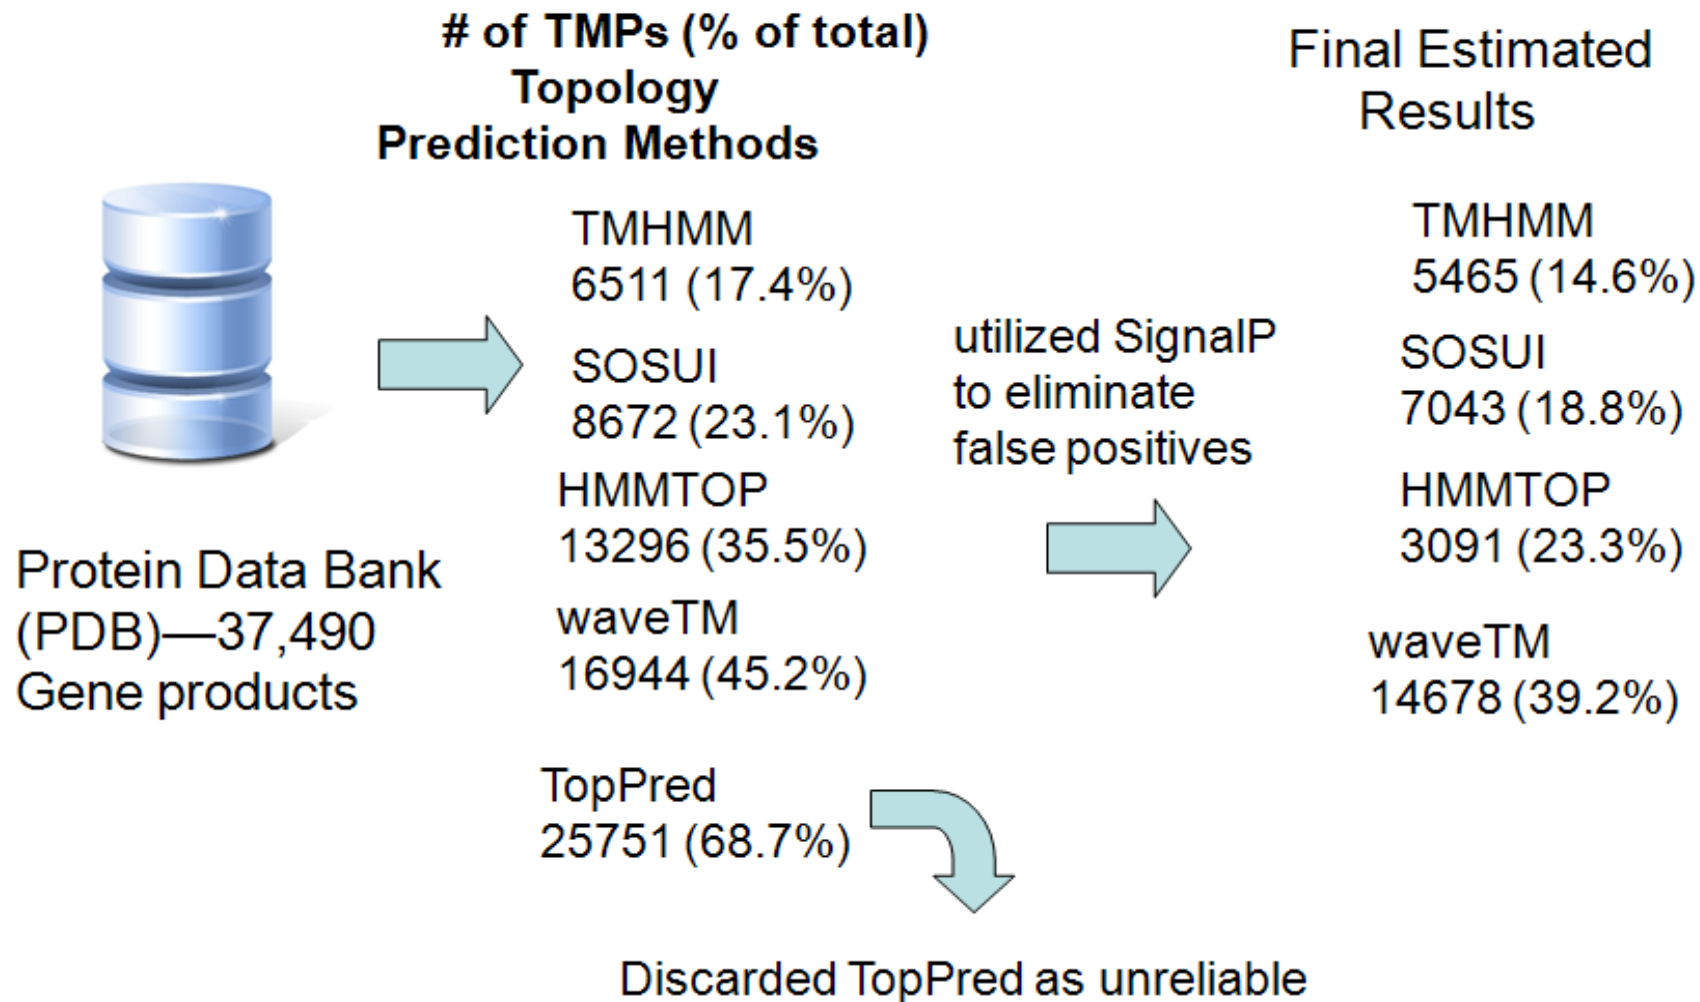 # of TMPs (% of total)
Topology
Prediction Methods
Final Estimated
Results
Protein Data Bank
(PDB)—37,490
Gene products
TMHMM
6511 (17.4%)
SOSUI
8672 (23.1%)
HMMTOP
13296 (35.5%)
waveTM
16944 (45.2%)
TopPred
25751 (68.7%)
utilized SignalP
to eliminate
false positives
TMHMM
5465 (14.6%)
SOSUI
7043 (18.8%)
HMMTOP
3091 (23.3%)
waveTM
14678 (39.2%)
Discarded TopPred as unreliable